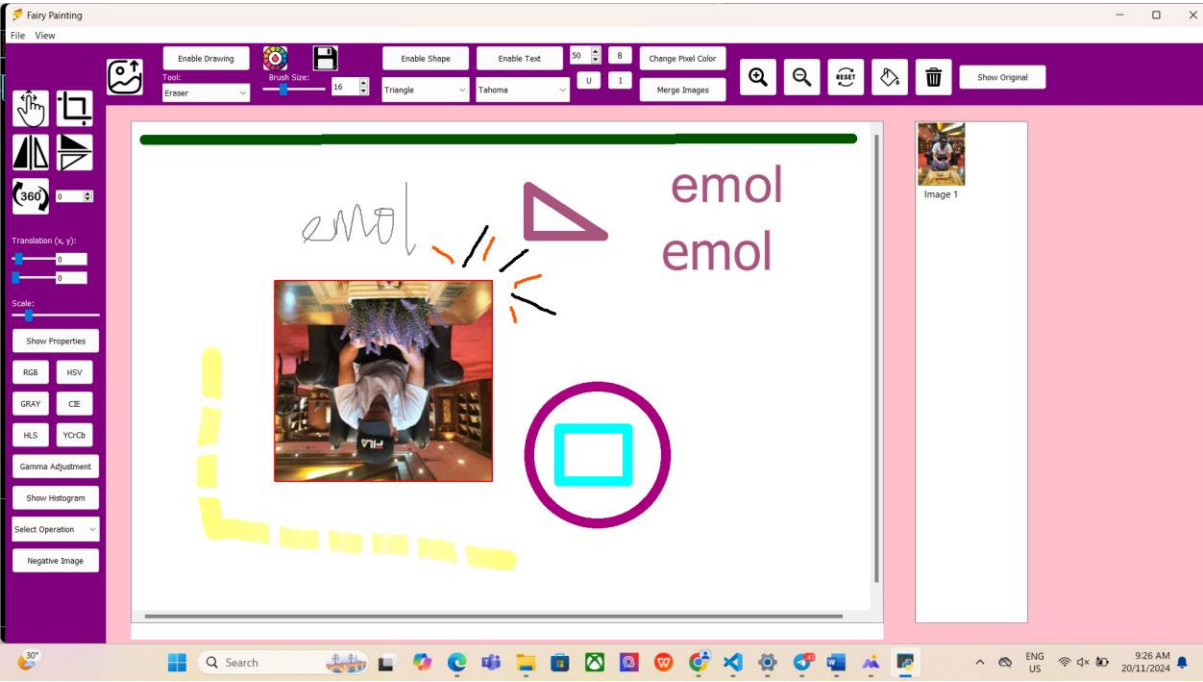 Fairy Painting
File View
Enable Drawing
Enable Shape
Enable Text
50
B
Change Pixel Color
Tool:
Brush Size:
RESET
Show Original
Eraser
16
Triangle
Tahoma
U
I
Merge Images
360
0
Translation (x, y):
0
0
Scale:
Show Properties
RGB
HSV
GRAY
CIE
HLS
YCrCb
Gamma Adjustment
Show Histogram
Select Operation
Negative Image
emol
emol
emol
FILA
Image 1
30°
Search
ENG
US
9:26 AM
20/11/2024